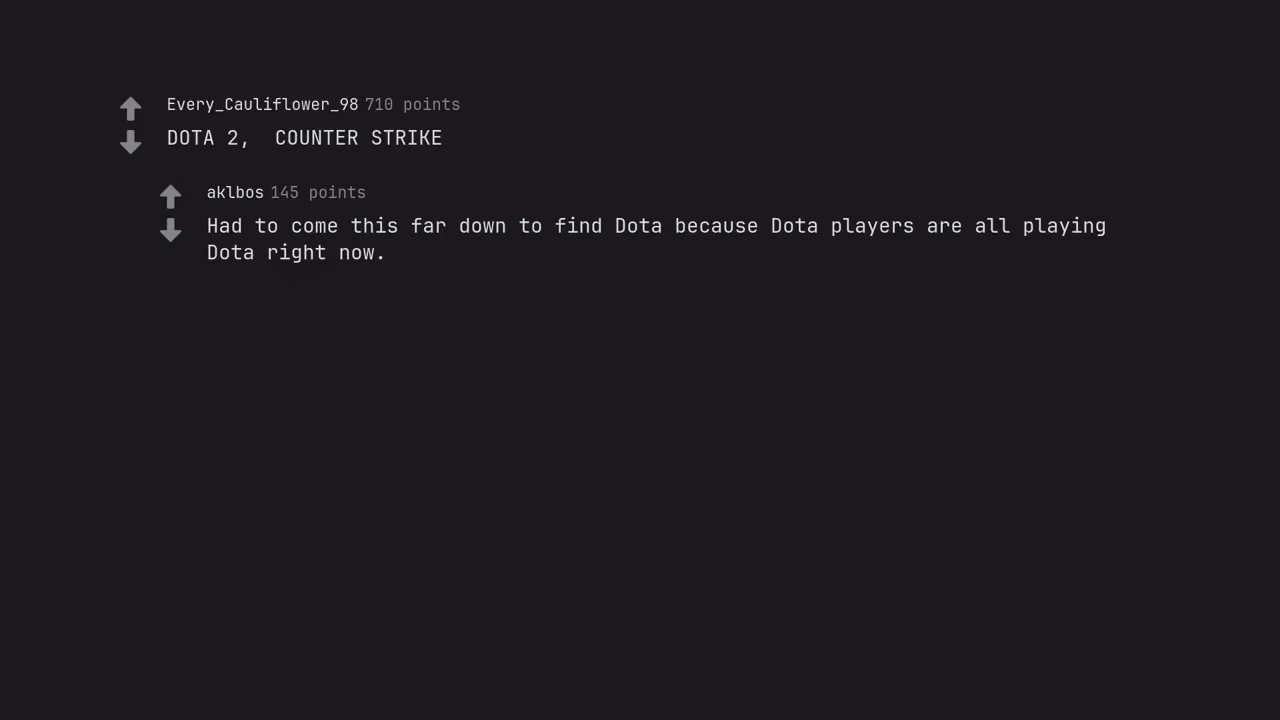 Every_Cauliflower_98 710 points
DOTA 2,  COUNTER STRIKE
aklbos 145 points
Had to come this far down to find Dota because Dota players are all playing
Dota right now.